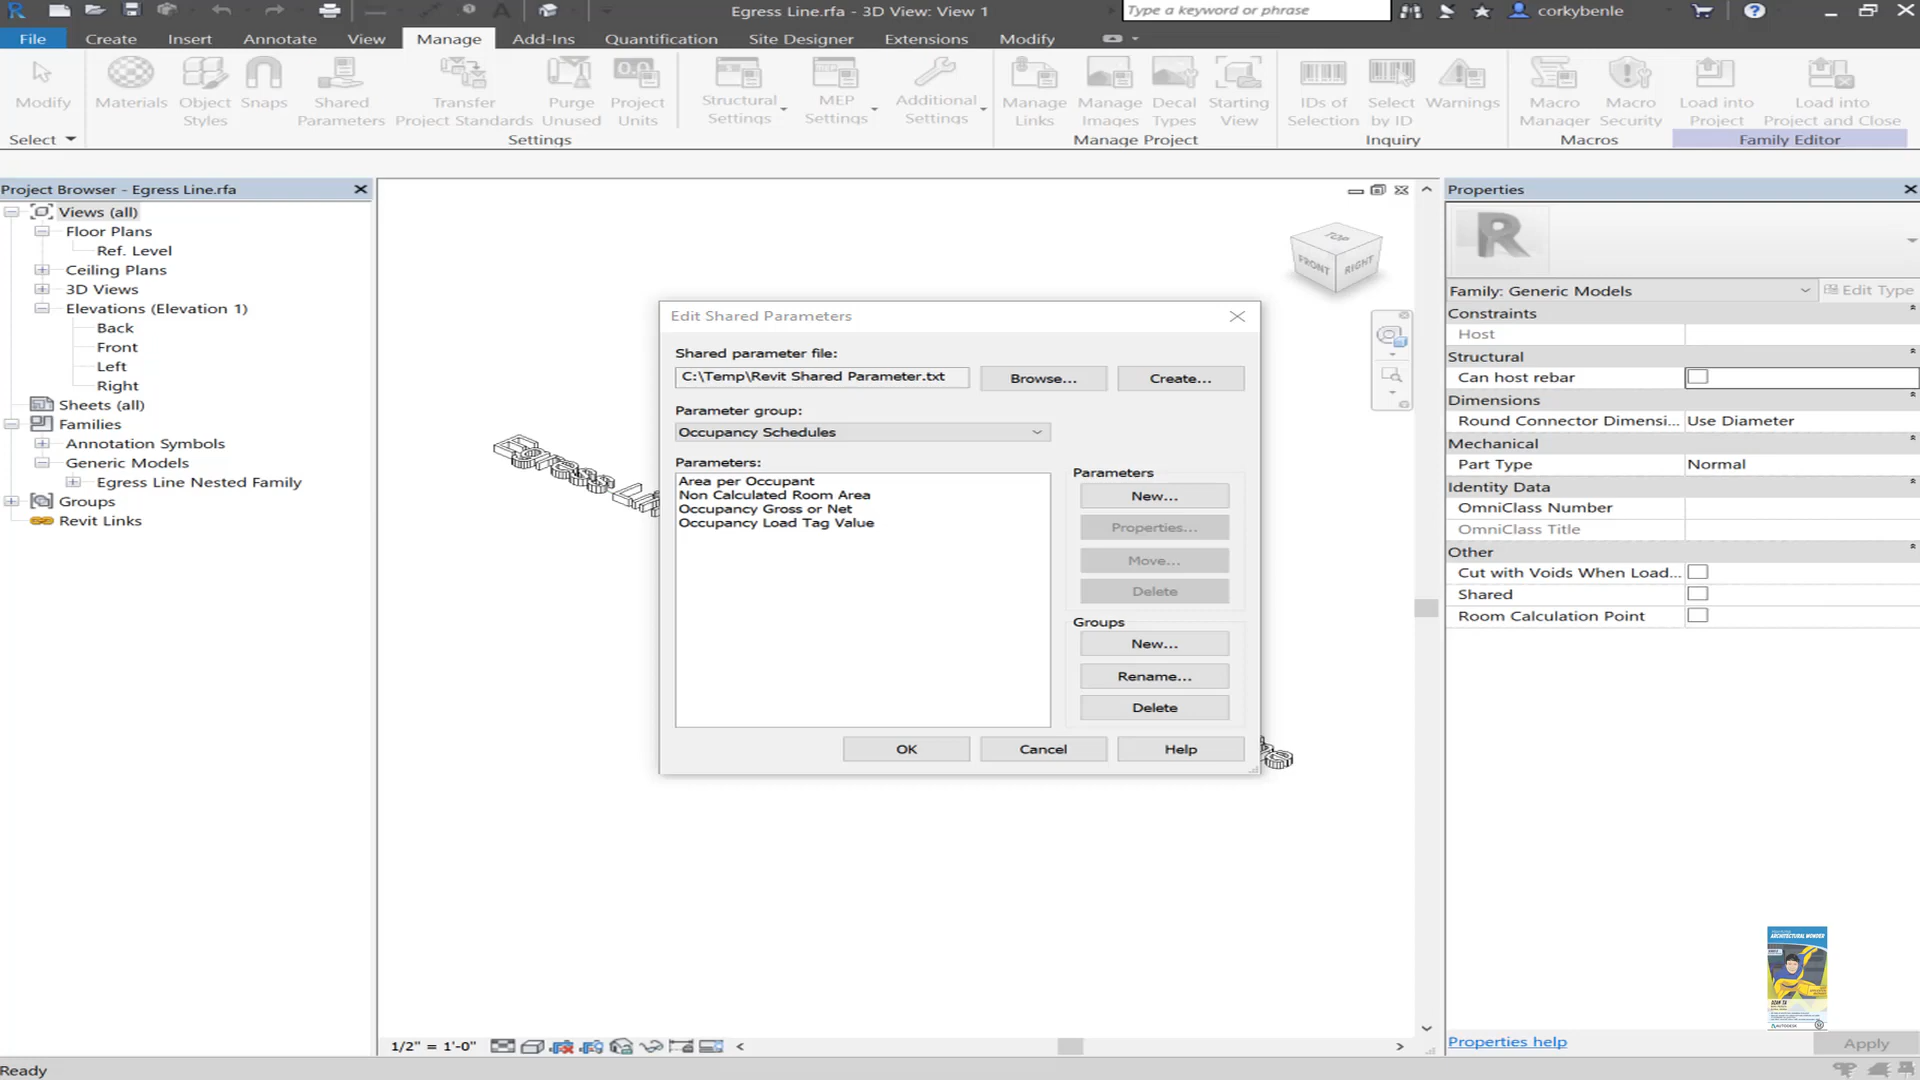 Egress Line.rfa - 3D View: View 1
Type a keyword or phrase
corkybenle
File
Create
Insert
Annotate
View
Manage
Add-Ins
Quantification
Site Designer
Extensions
Modify
Modify
Materials
Object
Styles
Snaps
Shared
Parameters
Transfer
Project Standards
Purge
Unused
Project
Units
Structural
Settings
MEP
Settings
Additional
Settings
Manage
Links
Manage
Images
Decal
Types
Starting
View
IDs of
Selection
Select
by ID
Warnings
Macro
Manager
Macro
Security
Load into
Project
Load into
Project and Close
Select
Settings
Manage Project
Inquiry
Macros
Family Editor
Project Browser - Egress Line.rfa
Views (all)
Floor Plans
Ref. Level
Ceiling Plans
3D Views
Elevations (Elevation 1)
Back
Front
Left
Right
Sheets (all)
Families
Annotation Symbols
Generic Models
Egress Line Nested Family
Groups
Revit Links
TOP
FRONT
RIGHT
Egress
Edit Shared Parameters
Shared parameter file:
C:\Temp\Revit Shared Parameter.txt
Browse...
Create...
Parameter group:
Occupancy Schedules
Parameters:
Area per Occupant
Non Calculated Room Area
Occupancy Gross or Net
Occupancy Load Tag Value
Parameters
New...
Properties...
Move...
Delete
Groups
New...
Rename...
Delete
OK
Cancel
Help
Properties
R
Family: Generic Models
Edit Type
Constraints
Host
Structural
Can host rebar
Dimensions
Round Connector Dimensi...
Use Diameter
Mechanical
Part Type
Normal
Identity Data
OmniClass Number
OmniClass Title
Other
Cut with Voids When Load...
Shared
Room Calculation Point
ARCHITECTURAL WONDER
AUTODESK
Properties help
Apply
1/2" = 1'-0"
Ready